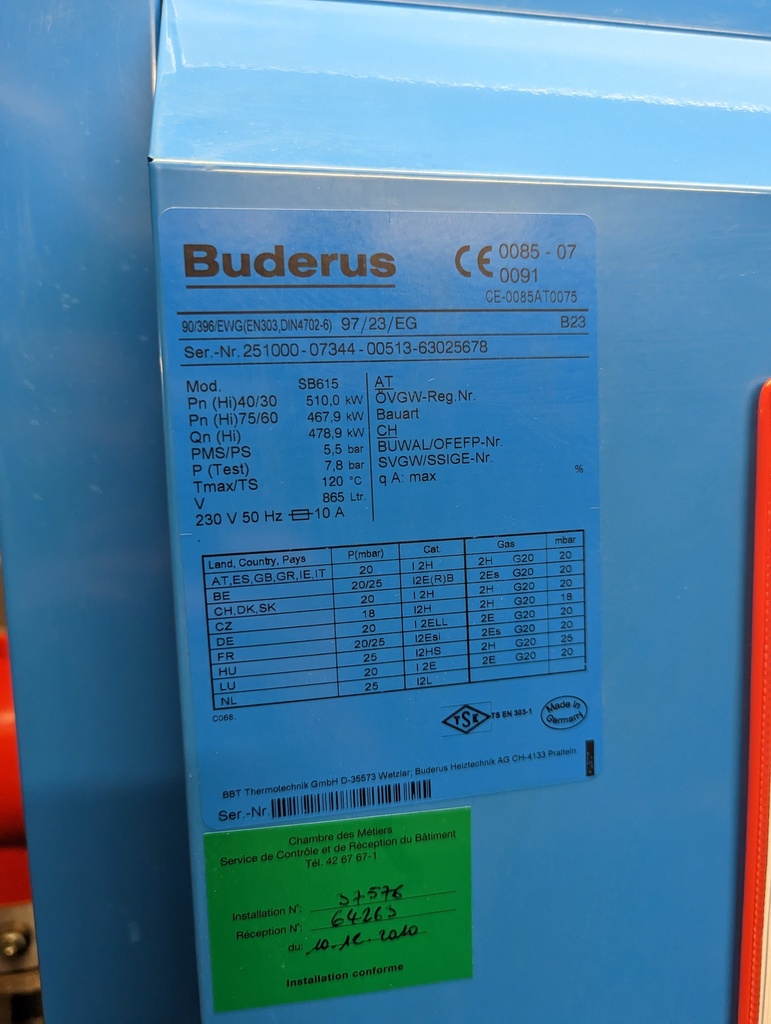 Buderus
CE 0085 - 07
0091
CE-0085AT0075
90/396/EWG(EN303,DIN4702-6) 97/23/EG B23
Ser.-Nr. 251000 - 07344 - 00513-63025678
Mod. SB615
Pn (Hi)40/30 510,0 kW
Pn (Hi)75/60 467,9 kW
Qn (Hi) 478,9 kW
PMS/PS 5,5 bar
P (Test) 7,8 bar
Tmax/TS 120 °C
V 865 Ltr.
230 V 50 Hz 10 A
AT
ÖVGW-Reg.Nr.
Bauart
CH
BUWAL/OFEFP-Nr.
SVGW/SSIGE-Nr.
q A: max %
Land, Country, Pays P(mbar) Cat. Gas mbar
AT,ES,GB,GR,IE,IT 20 I 2H 2H G20 20
BE 20/25 I2E(R)B 2Es G20 20
CH,DK,SK 20 I 2H 2H G20 20
CZ 18 I2H 2H G20 18
DE 20 I 2ELL 2E G20 20
FR 20/25 I2Esi 2Es G20 20
HU 25 I2HS 2H G20 25
LU 20 I 2E 2E G20 20
NL 25 I2L
C068.
TSK TS EN 303-1
Made in
Germany
BBT Thermotechnik GmbH D-35573 Wetzlar; Buderus Heiztechnik AG CH-4133 Pratteln.
Ser.-Nr.
Chambre des Métiers
Service de Contrôle et de Réception du Bâtiment
Tél. 42 67 67-1
Installation N°: 37576
Réception N°: 64263
du: 10.12.2010
Installation conforme